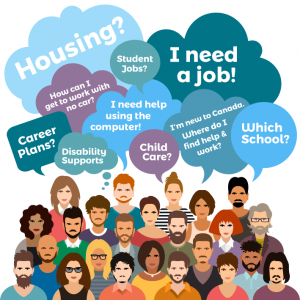 Housing?
Student
Jobs?
I need
a job!
How can I
get to work with
no car?
I need help
using the
computer!
I'm new to Canada.
Where do I
find help &
work?
Career
Plans?
Which
School?
Disability
Supports
Child
Care?